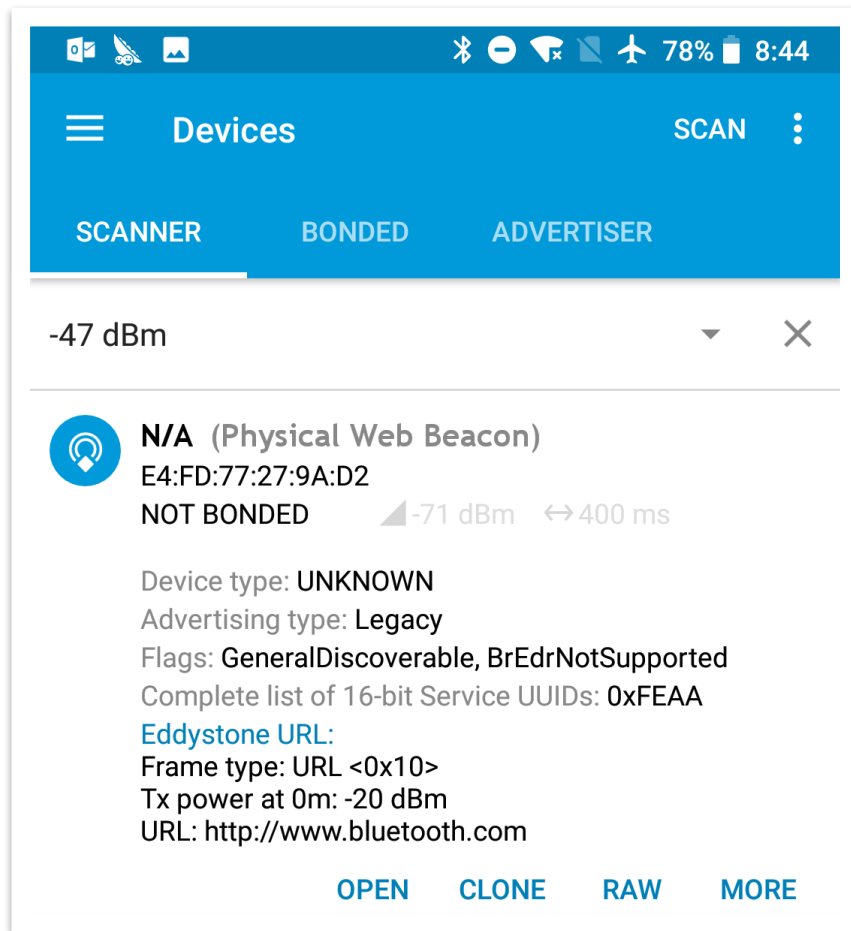 78% 8:44
Devices SCAN
SCANNER BONDED ADVERTISER
-47 dBm
N/A (Physical Web Beacon)
E4:FD:77:27:9A:D2
NOT BONDED -71 dBm 400 ms
Device type: UNKNOWN
Advertising type: Legacy
Flags: GeneralDiscoverable, BrEdrNotSupported
Complete list of 16-bit Service UUIDs: 0xFEAA
Eddystone URL:
Frame type: URL <0x10>
Tx power at 0m: -20 dBm
URL: http://www.bluetooth.com
OPEN CLONE RAW MORE